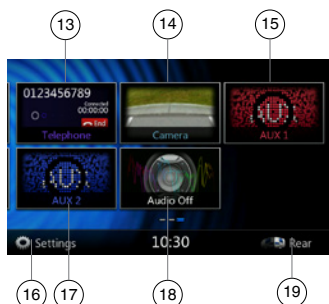 13 14 15
0123456789
Connected
00:00:00
End
Telephone Camera AUX 1
AUX 2 Audio Off
Settings 10:30 Rear
16 17 18 19